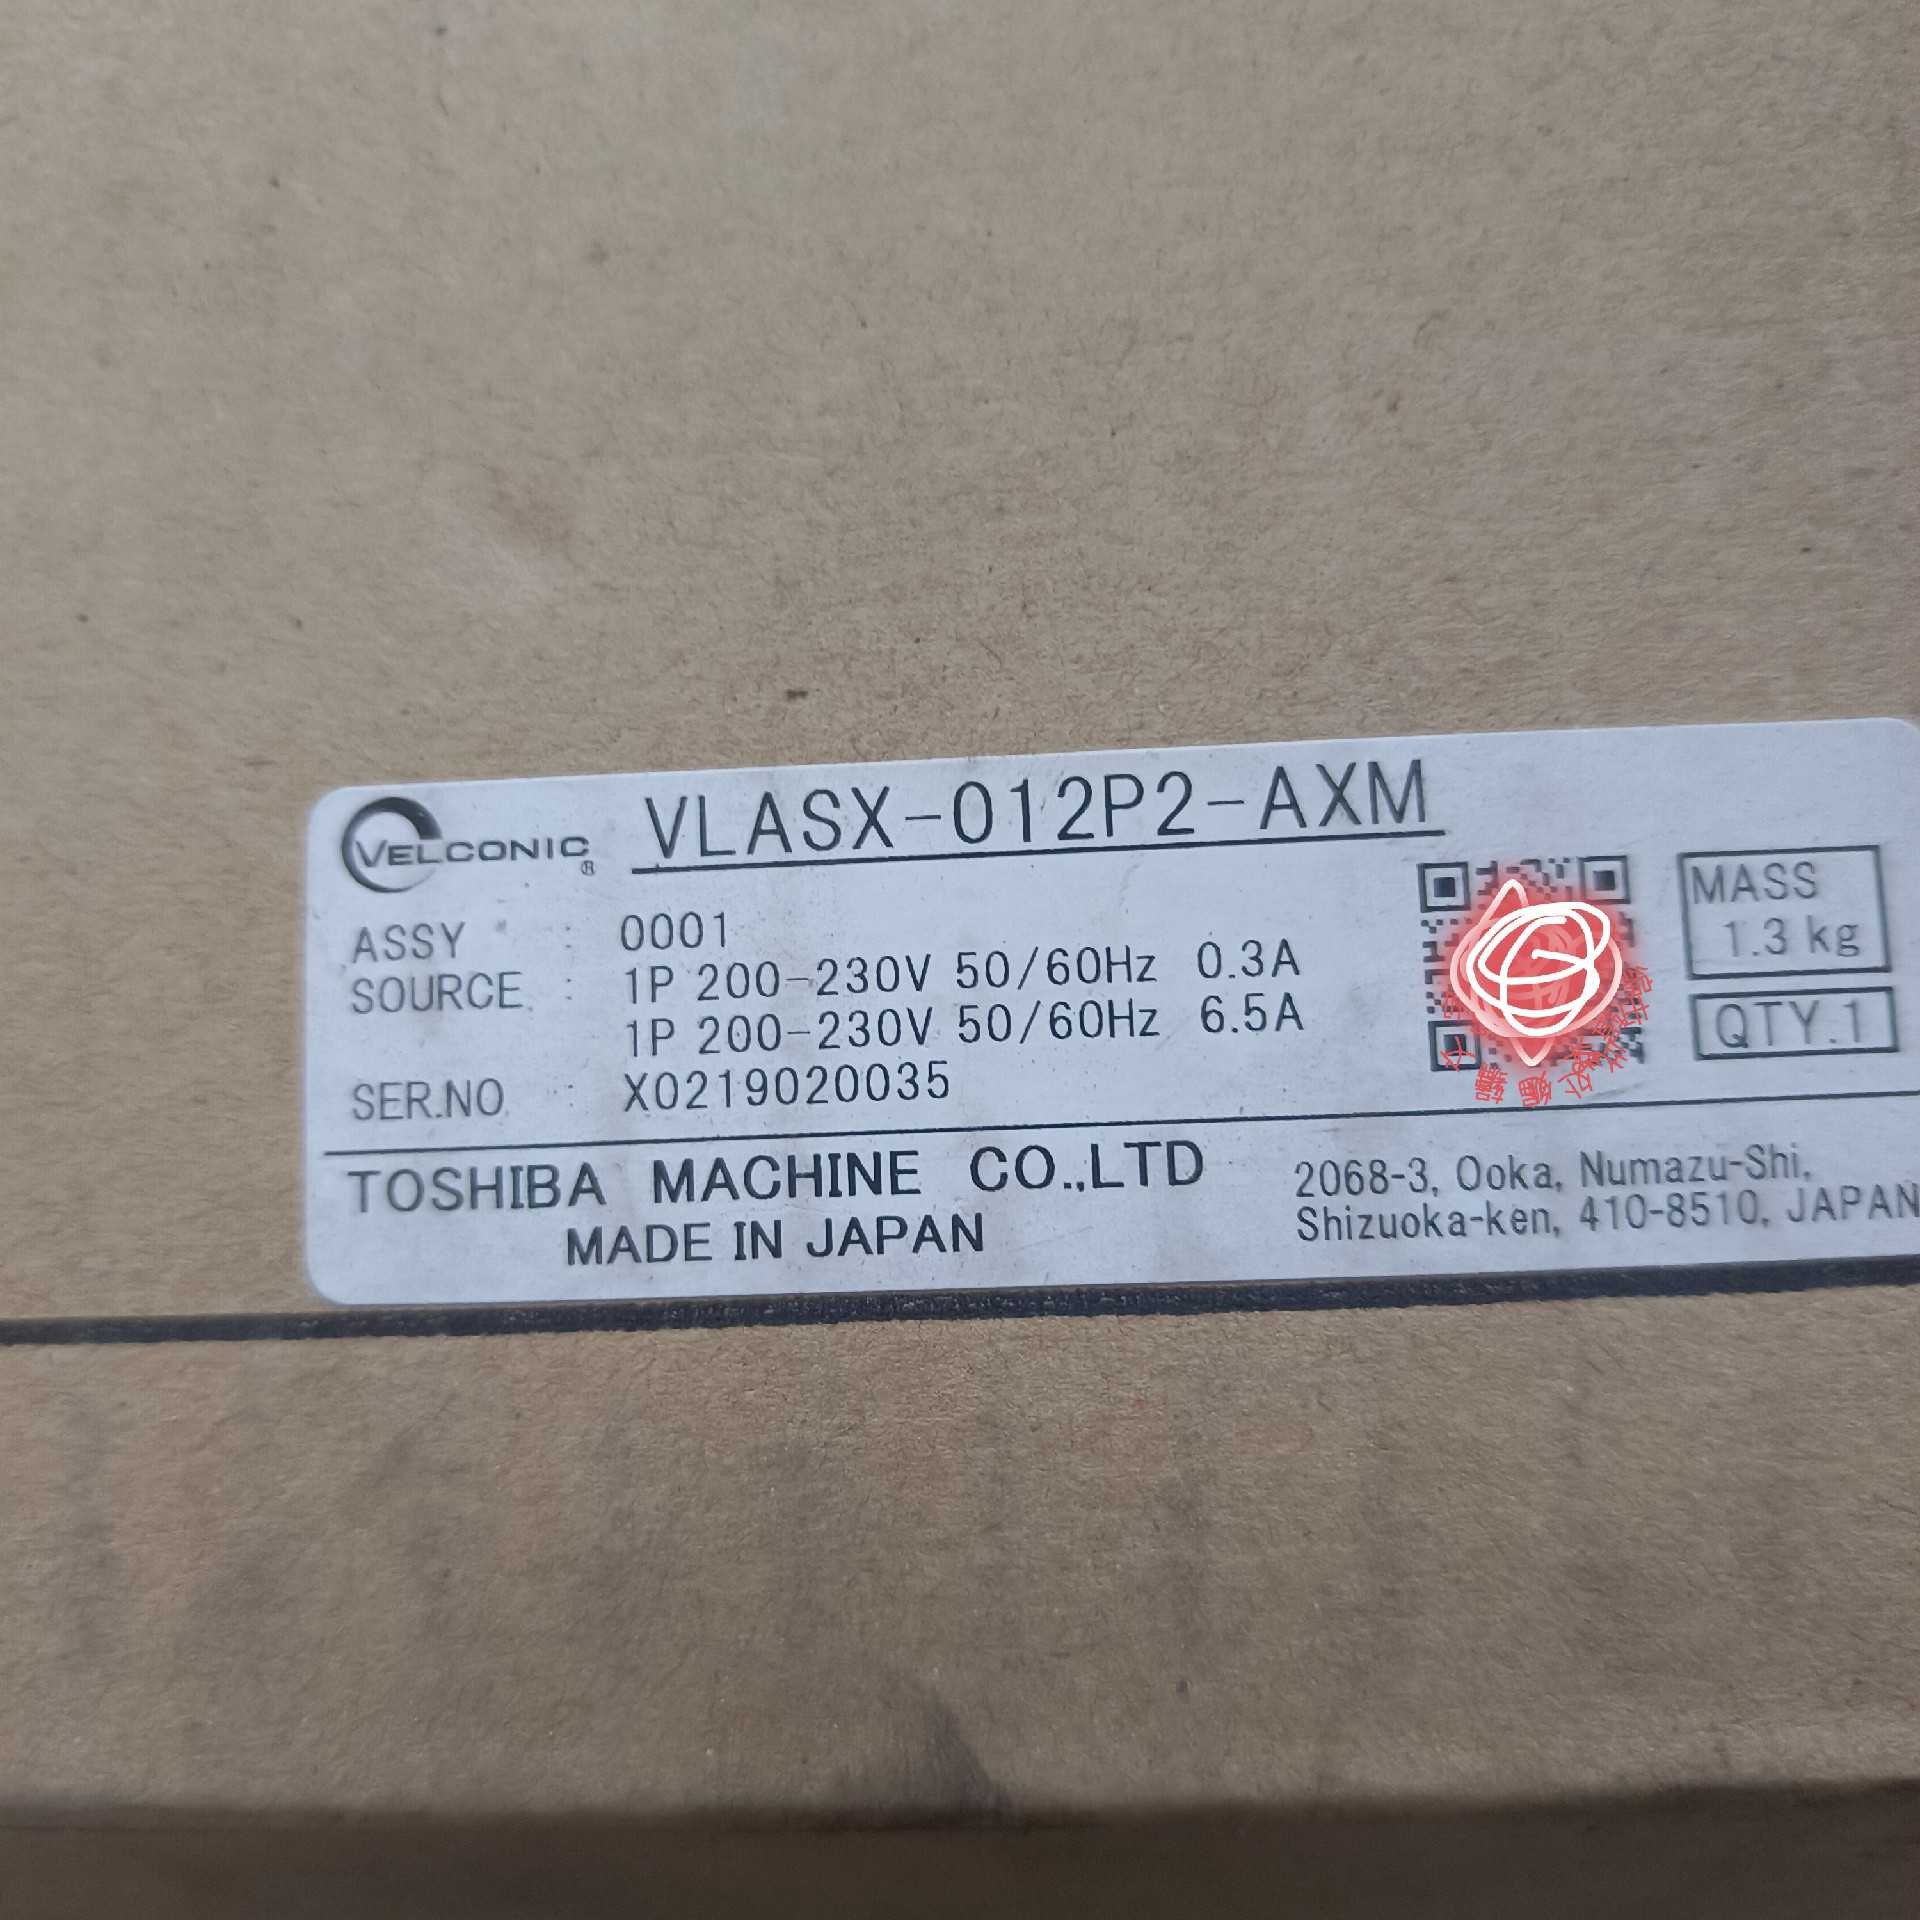 VELCONIC®
VLASX-012P2-AXM
ASSY : 0001
SOURCE : 1P 200-230V 50/60Hz 0.3A
1P 200-230V 50/60Hz 6.5A
SER.NO : X0219020035
MASS
1.3 kg
QTY.1
TOSHIBA MACHINE CO.,LTD
MADE IN JAPAN
2068-3, Ooka, Numazu-Shi,
Shizuoka-ken, 410-8510, JAPAN